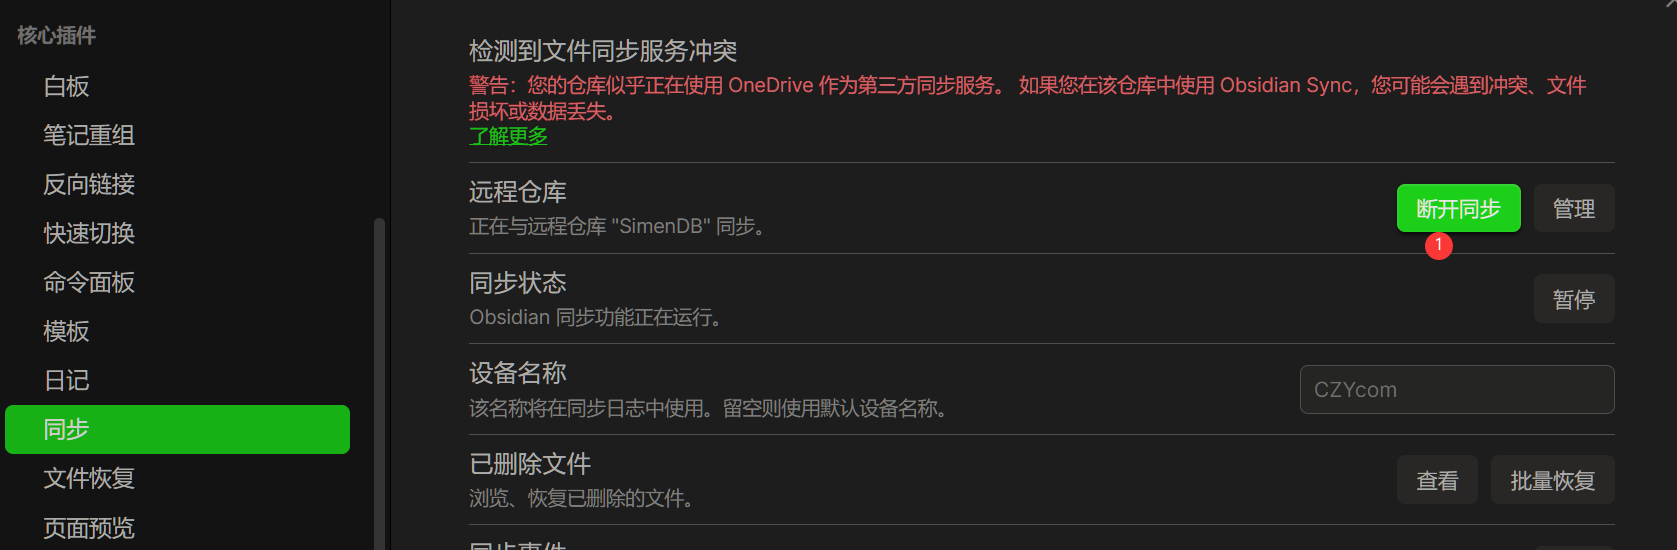 核心插件
白板
笔记重组
反向链接
快速切换
命令面板
模板
日记
同步
文件恢复
页面预览
检测到文件同步服务冲突
警告：您的仓库似乎正在使用 OneDrive 作为第三方同步服务。 如果您在该仓库中使用 Obsidian Sync，您可能会遇到冲突、文件
损坏或数据丢失。
了解更多
远程仓库
正在与远程仓库 "SimenDB" 同步。
断开同步
管理
1
同步状态
Obsidian 同步功能正在运行。
暂停
设备名称
该名称将在同步日志中使用。留空则使用默认设备名称。
CZYcom
已删除文件
浏览、恢复已删除的文件。
查看
批量恢复
同步事件